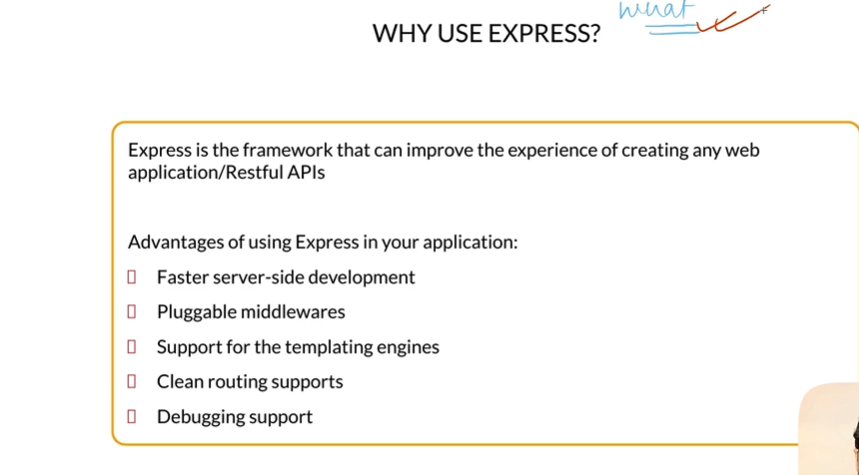 what
WHY USE EXPRESS?
Express is the framework that can improve the experience of creating any web
application/Restful APIs
Advantages of using Express in your application:
Faster server-side development
Pluggable middlewares
Support for the templating engines
Clean routing supports
Debugging support